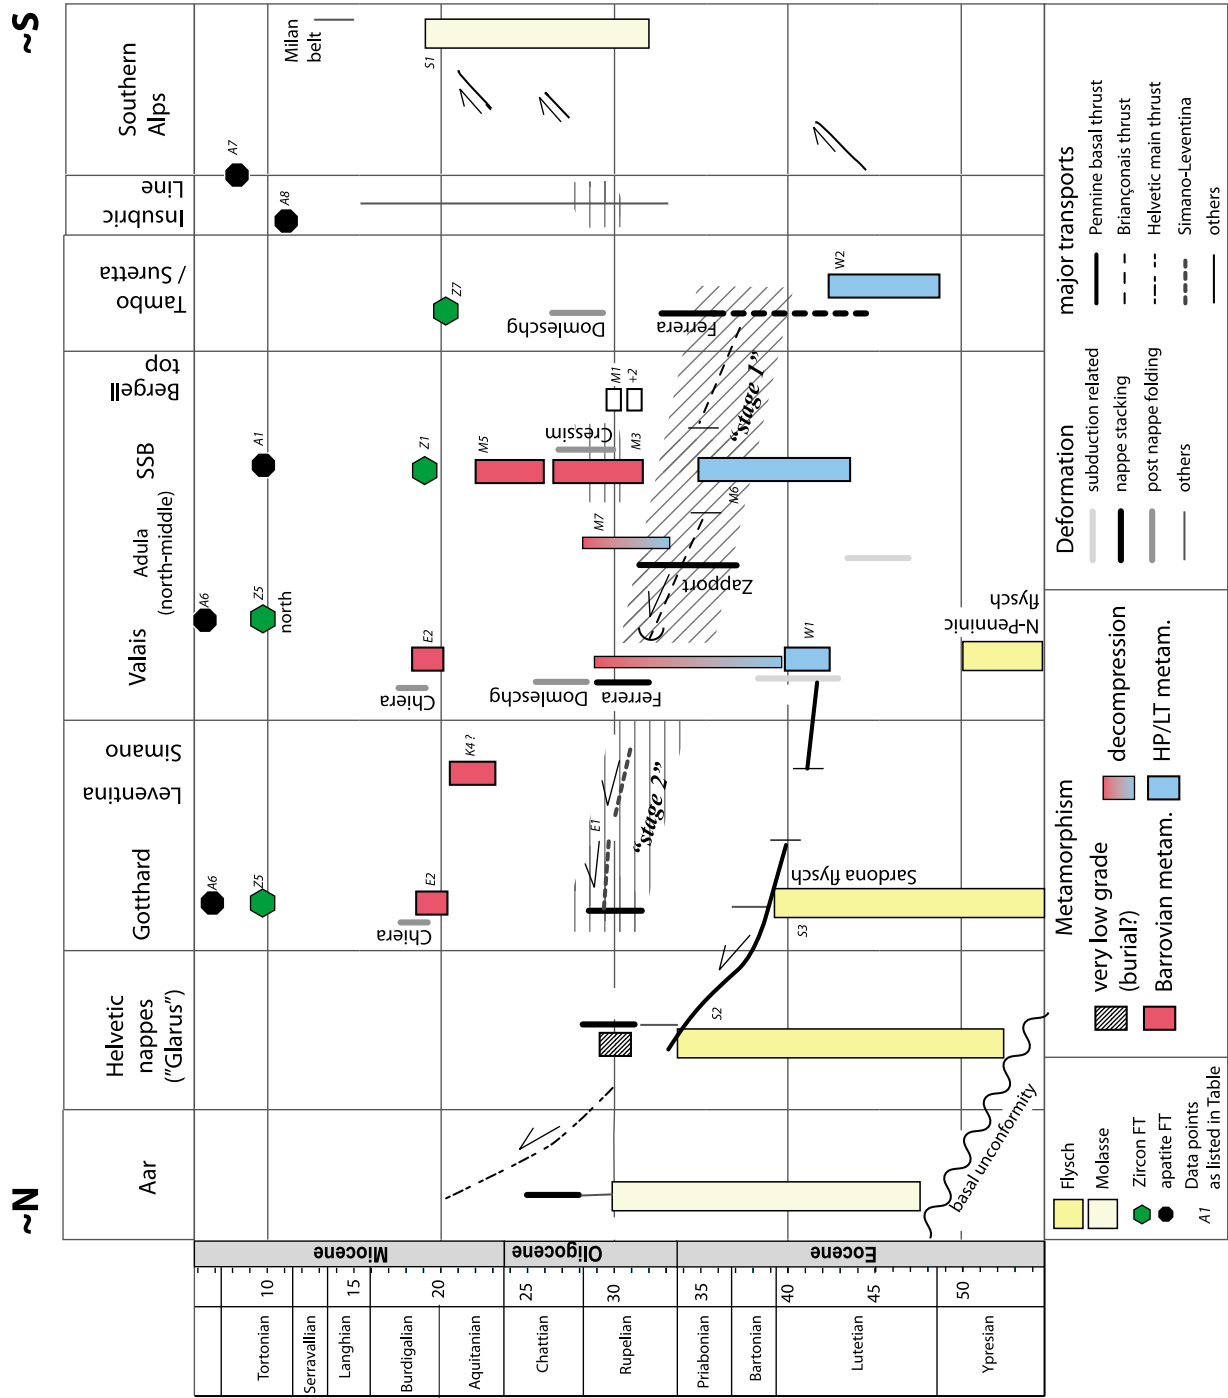 ~N
~S
Aar
Helvetic
nappes
("Glarus")
Gotthard
Leventina
Simano
Valais
Adula
(north-middle)
SSB
Bergell
top
Tambo
/ Suretta
Insubric
Line
Southern
Alps
Tortonian
Serravallian
Langhian
Burdigalian
Aquitanian
Chattian
Rupelian
Priabonian
Bartonian
Lutetian
Ypresian
10
15
20
25
30
35
40
45
50
Miocene
Oligocene
Eocene
A6
Z5
A6
Z5
north
A1
A8
A7
Milan
belt
Chiera
E2
K4 ?
Chiera
E2
Z1
M5
Z7
S1
Domleschg
Ferrera
E1
"stage 2"
M7
Cressim
M3
M1
+2
Domleschg
Ferrera
Zapport
M6
"stage 1"
W1
W2
S2
S3
Sardona flysch
N-Penninic
flysch
basal unconformity
Flysch
Molasse
Zircon FT
apatite FT
A1
Data points
as listed in Table
Metamorphism
very low grade
(burial?)
Barrovian metam.
decompression
HP/LT metam.
Deformation
subduction related
nappe stacking
post nappe folding
others
major transports
Pennine basal thrust
Briançonais thrust
Helvetic main thrust
Simano-Leventina
others